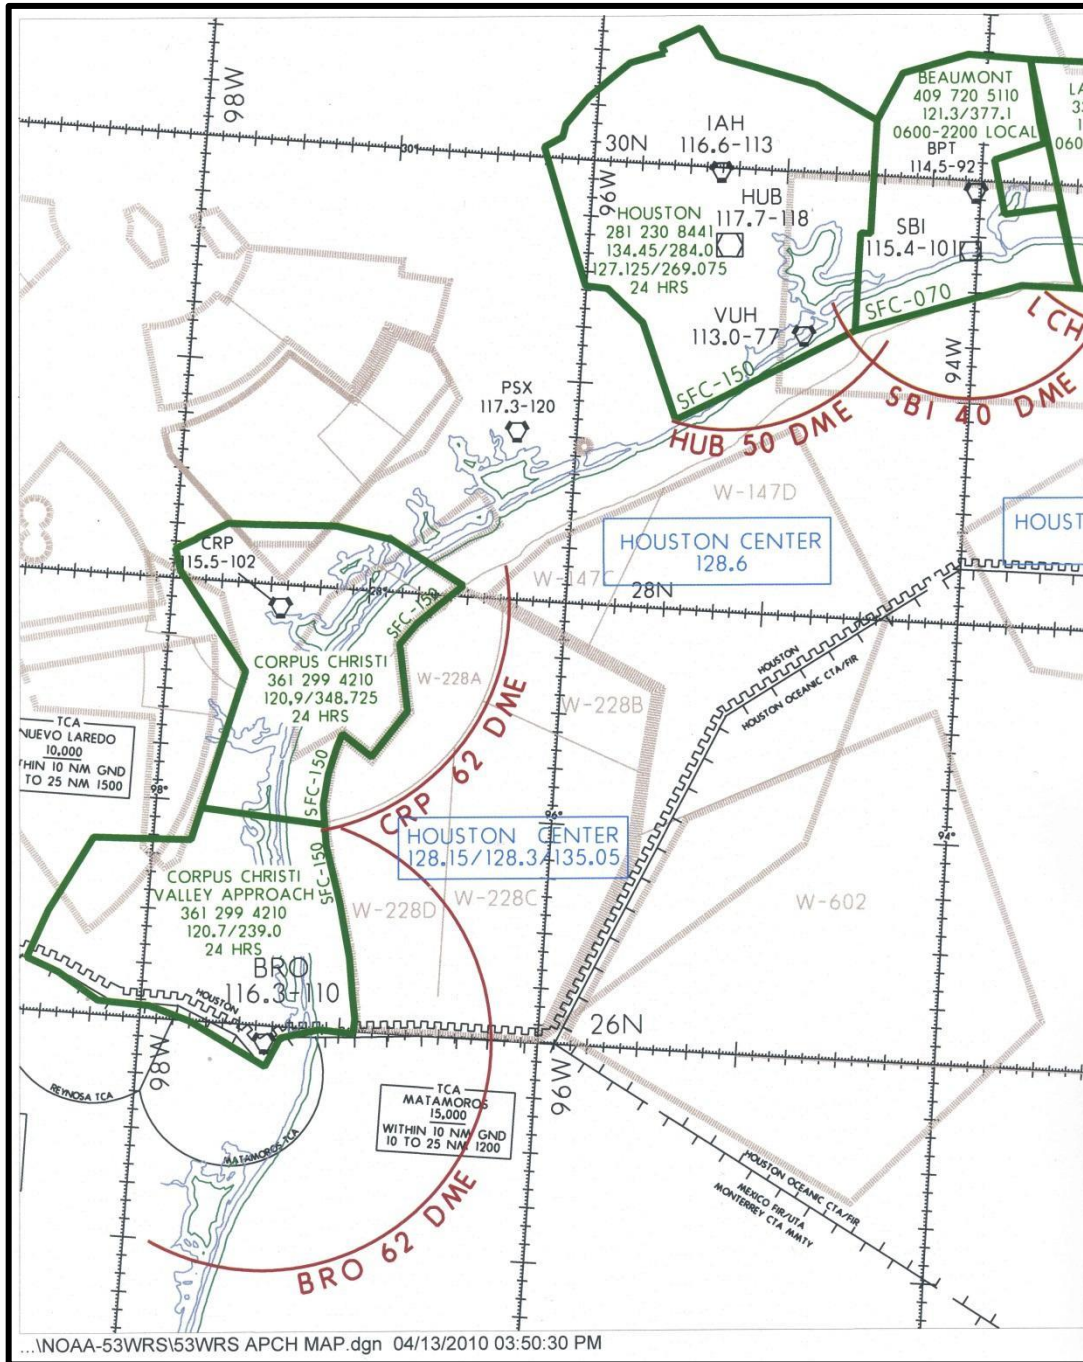 98W
30°
30N
96W
IAH
116.6-113
HUB
117.7-118
HOUSTON
281 230 8441
134.45/284.0
127.125/269.075
24 HRS
VUH
113.0-77
SFC-150
BEAUMONT
409 720 5110
121.3/377.1
0600-2200 LOCAL
BPT
114.5-92
SBI
115.4-101
SFC-070
LA
33
1
060
LCH
94W
SBI 40 DME
HUB 50 DME
PSX
117.3-120
W-147D
HOUSTON CENTER
128.6
HOUST
W-147C
28N
CRP
115.5-102
28°
SFC-150
CORPUS CHRISTI
361 299 4210
120.9/348.725
24 HRS
W-228A
W-228B
HOUSTON
HOUSTON OCEANIC CTA/FIR
TCA
NUEVO LAREDO
10,000
THIN 10 NM GND
TO 25 NM 1500
98°
SFC-150
CRP 62 DME
96°
94°
HOUSTON CENTER
128.15/128.3/135.05
SFC-150
CORPUS CHRISTI
VALLEY APPROACH
361 299 4210
120.7/239.0
24 HRS
W-228D
W-228C
W-602
BRO
116.3-110
HOUSTON
26N
98W
96W
REYNOSA TCA
MATAMOROS TCA
TCA
MATAMOROS
15,000
WITHIN 10 NM GND
10 TO 25 NM 1200
BRO 62 DME
HOUSTON OCEANIC CTA/FIR
MEXICO FIR/UTA
MONTERREY CTA MMTY
...\NOAA-53WRS\53WRS APCH MAP.dgn 04/13/2010 03:50:30 PM